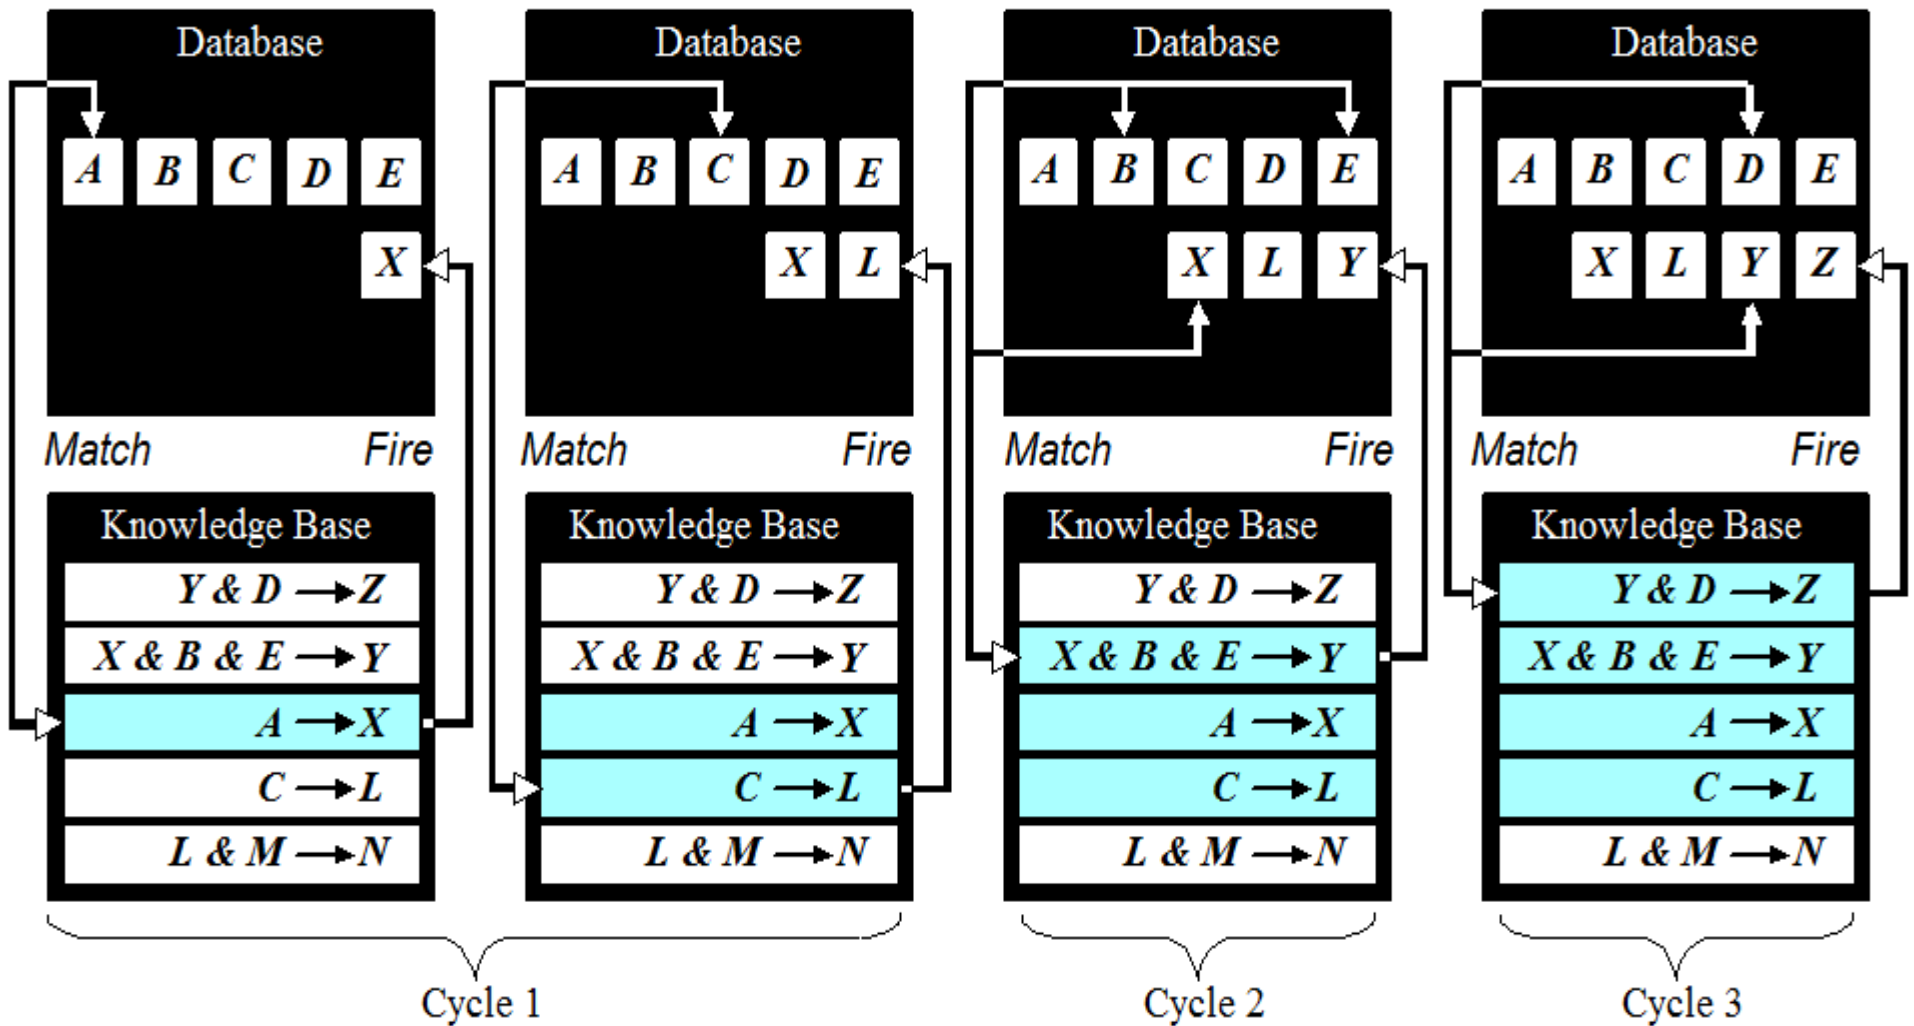 Database
A B C D E
X
Match Fire
Knowledge Base
Y & D → Z
X & B & E → Y
A → X
C → L
L & M → N
Database
A B C D E
X L
Match Fire
Knowledge Base
Y & D → Z
X & B & E → Y
A → X
C → L
L & M → N
Cycle 1
Database
A B C D E
X L Y
Match Fire
Knowledge Base
Y & D → Z
X & B & E → Y
A → X
C → L
L & M → N
Cycle 2
Database
A B C D E
X L Y Z
Match Fire
Knowledge Base
Y & D → Z
X & B & E → Y
A → X
C → L
L & M → N
Cycle 3